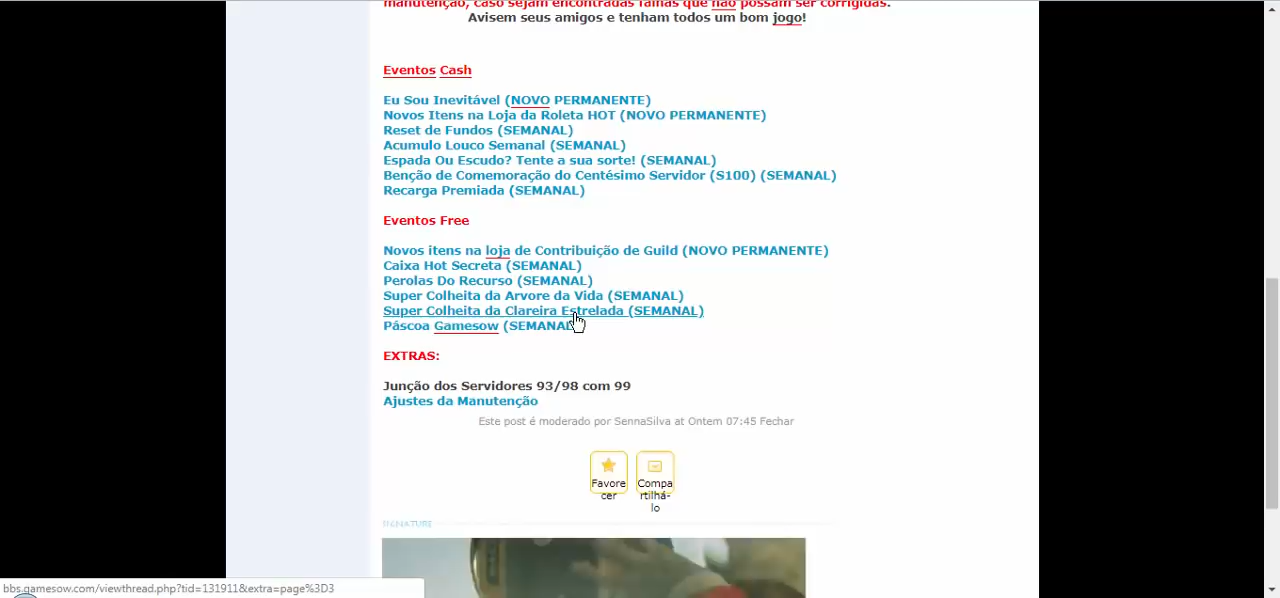 manutenção, caso sejam encontradas falhas que não possam ser corrigidas.
Avisem seus amigos e tenham todos um bom jogo!
Eventos Cash
Eu Sou Inevitável (NOVO PERMANENTE)
Novos Itens na Loja da Roleta HOT (NOVO PERMANENTE)
Reset de Fundos (SEMANAL)
Acumulo Louco Semanal (SEMANAL)
Espada Ou Escudo? Tente a sua sorte! (SEMANAL)
Benção de Comemoração do Centésimo Servidor (S100) (SEMANAL)
Recarga Premiada (SEMANAL)
Eventos Free
Novos itens na loja de Contribuição de Guild (NOVO PERMANENTE)
Caixa Hot Secreta (SEMANAL)
Perolas Do Recurso (SEMANAL)
Super Colheita da Arvore da Vida (SEMANAL)
Super Colheita da Clareira Estrelada (SEMANAL)
Páscoa Gamesow (SEMANAL
EXTRAS:
Junção dos Servidores 93/98 com 99
Ajustes da Manutenção
Este post é moderado por SennaSilva at Ontem 07:45 Fechar
Favore
cer
Compa
rtilhá-
lo
SIGNATURE
bbs.gamesow.com/viewthread.php?tid=131911&extra=page%3D3